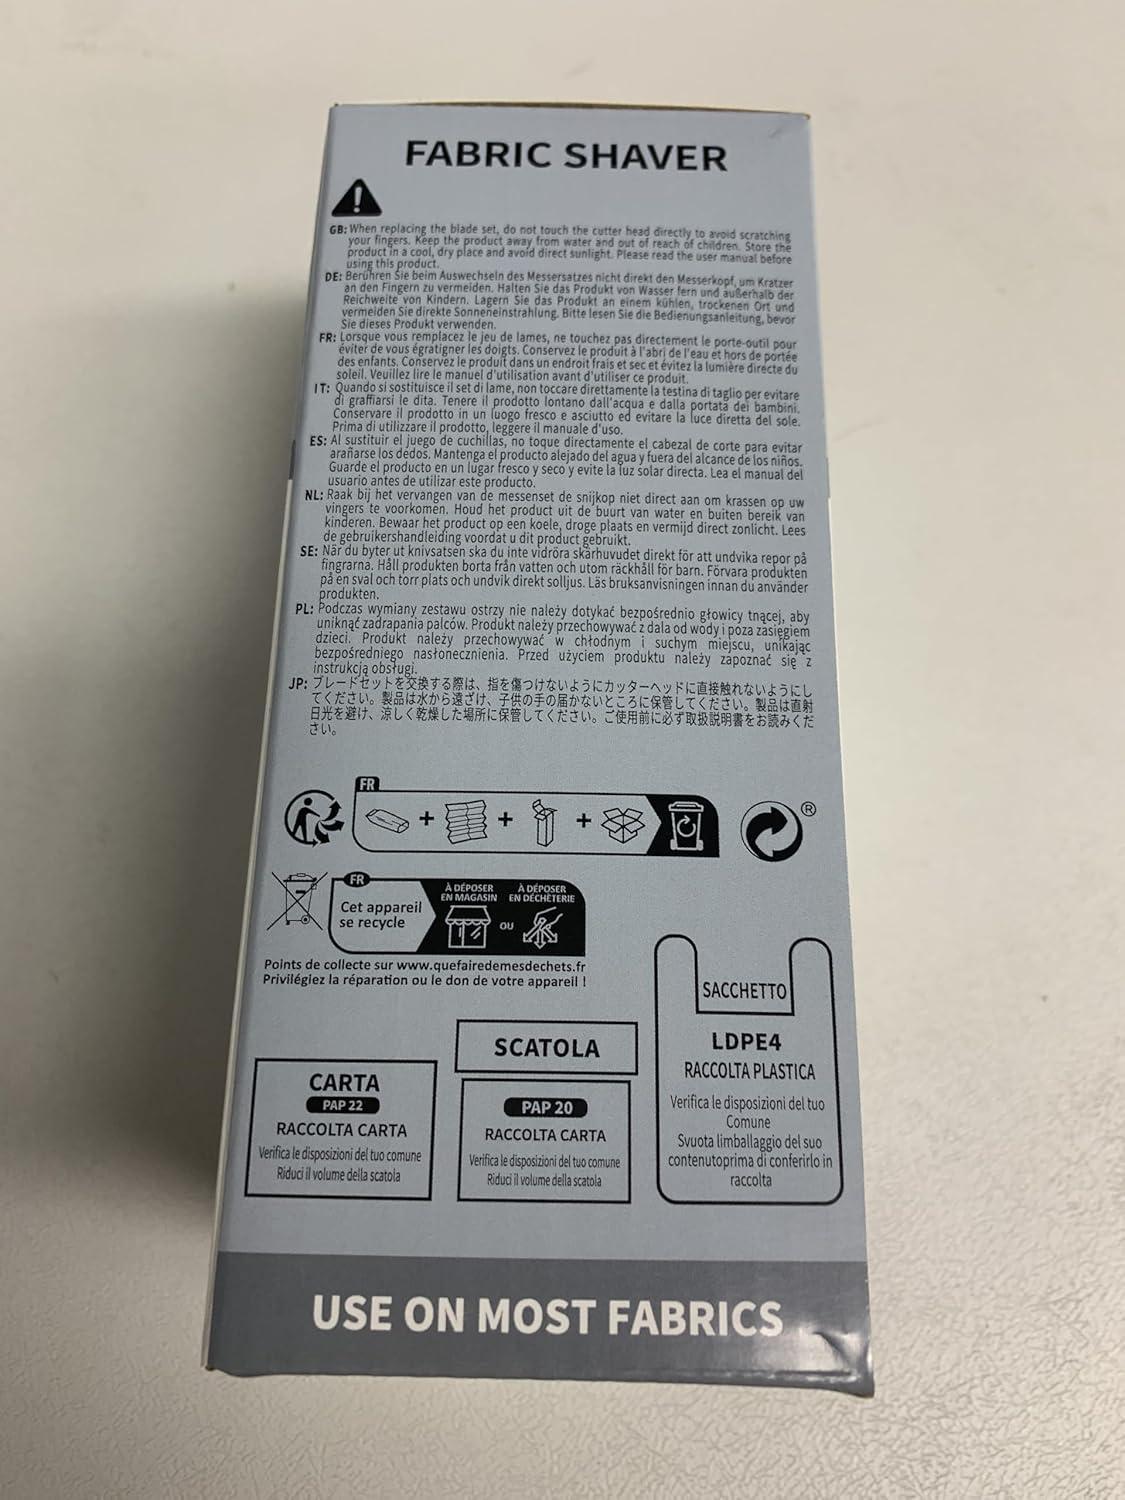 FABRIC SHAVER
GB: When replacing the blade set, do not touch the cutter head directly to avoid scratching
your fingers. Keep the product away from water and out of reach of children. Store the
product in a cool, dry place and avoid direct sunlight. Please read the user manual before
using this product.
DE: Berühren Sie beim Auswechseln des Messersatzes nicht direkt den Messerkopf, um Kratzer
an den Fingern zu vermeiden. Halten Sie das Produkt von Wasser fern und außerhalb der
Reichweite von Kindern. Lagern Sie das Produkt an einem kühlen, trockenen Ort und
vermeiden Sie direkte Sonneneinstrahlung. Bitte lesen Sie die Bedienungsanleitung, bevor
Sie dieses Produkt verwenden.
FR: Lorsque vous remplacez le jeu de lames, ne touchez pas directement le porte-outil pour
éviter de vous égratigner les doigts. Conservez le produit à l'abri de l'eau et hors de portée
des enfants. Conservez le produit dans un endroit frais et sec et évitez la lumière directe du
soleil. Veuillez lire le manuel d'utilisation avant d'utiliser ce produit.
IT: Quando si sostituisce il set di lame, non toccare direttamente la testina di taglio per evitare
di graffiarsi le dita. Tenere il prodotto lontano dall'acqua e dalla portata dei bambini.
Conservare il prodotto in un luogo fresco e asciutto ed evitare la luce diretta del sole.
Prima di utilizzare il prodotto, leggere il manuale d'uso.
ES: Al sustituir el juego de cuchillas, no toque directamente el cabezal de corte para evitar
arañarse los dedos. Mantenga el producto alejado del agua y fuera del alcance de los niños.
Guarde el producto en un lugar fresco y seco y evite la luz solar directa. Lea el manual del
usuario antes de utilizar este producto.
NL: Raak bij het vervangen van de messenset de snijkop niet direct aan om krassen op uw
vingers te voorkomen. Houd het product uit de buurt van water en buiten bereik van
kinderen. Bewaar het product op een koele, droge plaats en vermijd direct zonlicht. Lees
de gebruikershandleiding voordat u dit product gebruikt.
SE: När du byter ut knivsatsen ska du inte vidröra skärhuvudet direkt för att undvika repor på
fingrarna. Håll produkten borta från vatten och utom räckhåll för barn. Förvara produkten
på en sval och torr plats och undvik direkt solljus. Läs bruksanvisningen innan du använder
produkten.
PL: Podczas wymiany zestawu ostrzy nie należy dotykać bezpośrednio głowicy tnącej, aby
uniknąć zadrapania palców. Produkt należy przechowywać z dala od wody i poza zasięgiem
dzieci. Produkt należy przechowywać w chłodnym i suchym miejscu, unikając
bezpośredniego nasłonecznienia. Przed użyciem produktu należy zapoznać się z
instrukcją obsługi.
JP: ブレードセットを交換する際は、指を傷つけないようにカッターヘッドに直接触れないようにし
てください。製品は水から遠ざけ、子供の手の届かないところに保管してください。製品は直射
日光を避け、涼しく乾燥した場所に保管してください。ご使用前に必ず取扱説明書をお読みくだ
さい。
FR
+ + +
®
FR
Cet appareil
se recycle
À DÉPOSER
EN MAGASIN
OU
À DÉPOSER
EN DÉCHÈTERIE
Points de collecte sur www.quefairedemesdechets.fr
Privilégiez la réparation ou le don de votre appareil !
CARTA
PAP 22
RACCOLTA CARTA
Verifica le disposizioni del tuo comune
Riduci il volume della scatola
SCATOLA
PAP 20
RACCOLTA CARTA
Verifica le disposizioni del tuo comune
Riduci il volume della scatola
SACCHETTO
LDPE4
RACCOLTA PLASTICA
Verifica le disposizioni del tuo
Comune
Svuota limballaggio del suo
contenutoprima di conferirlo in
raccolta
USE ON MOST FABRICS